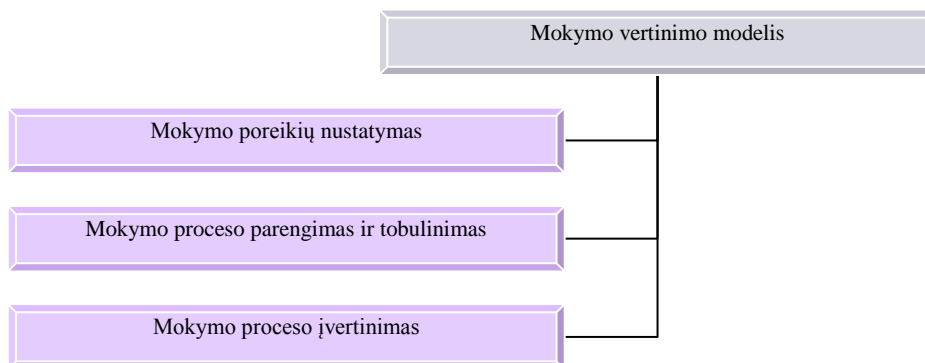 Mokymo vertinimo modelis
Mokymo poreikių nustatymas
Mokymo proceso parengimas ir tobulinimas
Mokymo proceso įvertinimas